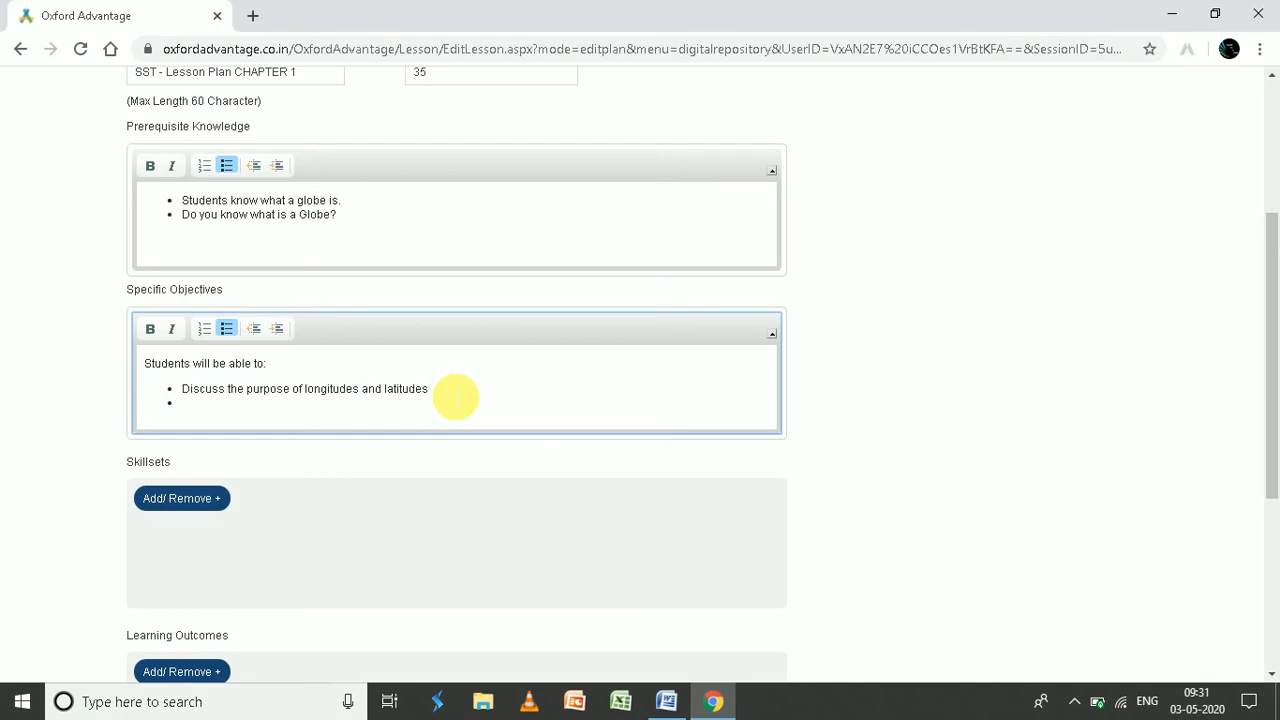 Oxford Advantage
oxfordadvantage.co.in/OxfordAdvantage/Lesson/EditLesson.aspx?mode=editplan&menu=digitalrepository&UserID=VxAN2E7%20iCCOes1VrBtKFA==&SessionID=5u...
SST - Lesson Plan CHAPTER 1
35
(Max Length 60 Character)
Prerequisite Knowledge
B I
• Students know what a globe is.
• Do you know what is a Globe?
Specific Objectives
B I
Students will be able to:
• Discuss the purpose of longitudes and latitudes
•
Skillsets
Add/ Remove +
Learning Outcomes
Add/ Remove +
Type here to search
ENG
09:31
03-05-2020